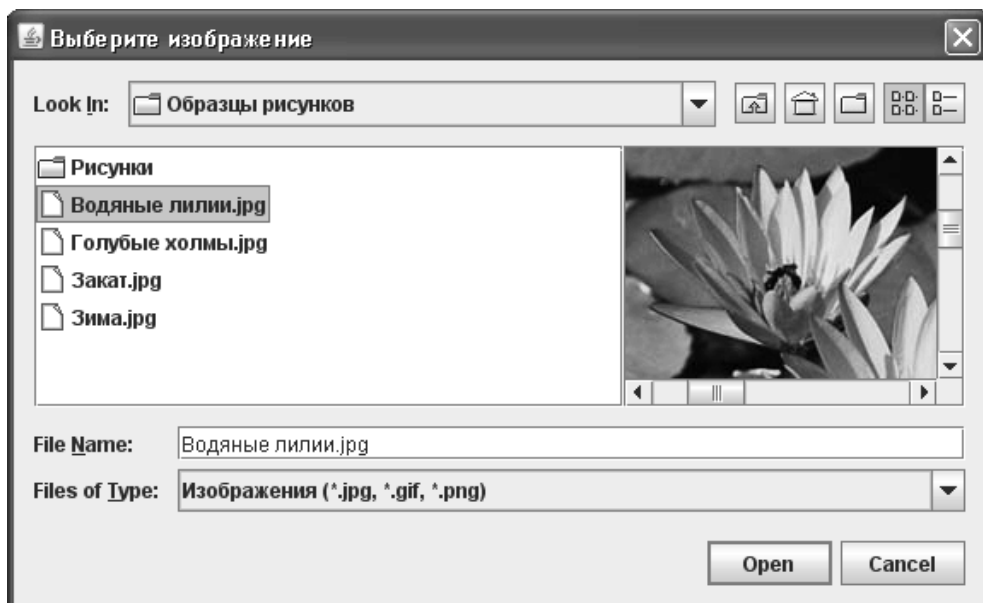 Выберите изображение
Look In: Образцы рисунков
Рисунки
Водяные лилии.jpg
Голубые холмы.jpg
Закат.jpg
Зима.jpg
File Name: Водяные лилии.jpg
Files of Type: Изображения (*.jpg, *.gif, *.png)
Open Cancel